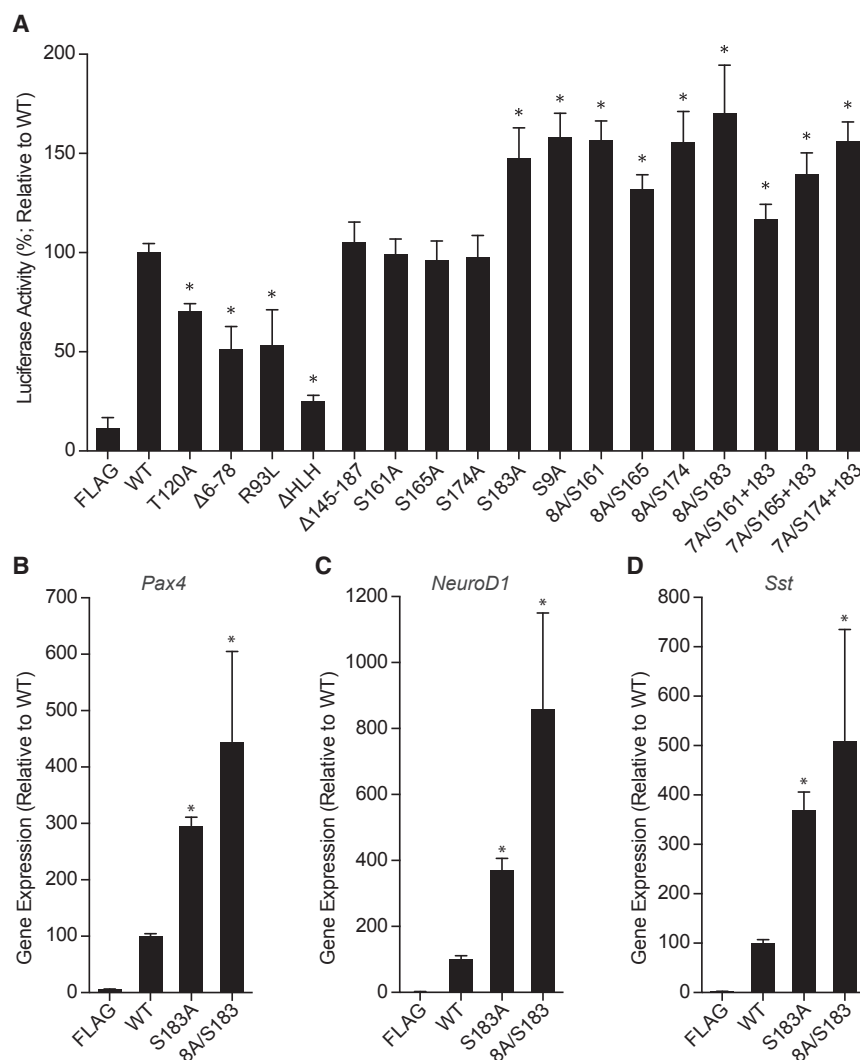 A
Luciferase Activity (%; Relative to WT)
200
150
100
50
0
* * * * * * * * * * * *
FLAG WT T120A Δ6-78 R93L ΔHLH Δ145-187 S161A S165A S174A S183A S9A 8A/S161 8A/S165 8A/S174 8A/S183 7A/S161+183 7A/S165+183 7A/S174+183
B
Pax4
Gene Expression (Relative to WT)
700
600
500
400
300
200
100
0
* *
FLAG WT S183A 8A/S183
C
NeuroD1
Gene Expression (Relative to WT)
1200
1000
800
600
400
200
0
* *
FLAG WT S183A 8A/S183
D
Sst
Gene Expression (Relative to WT)
800
700
600
500
400
300
200
100
0
* *
FLAG WT S183A 8A/S183